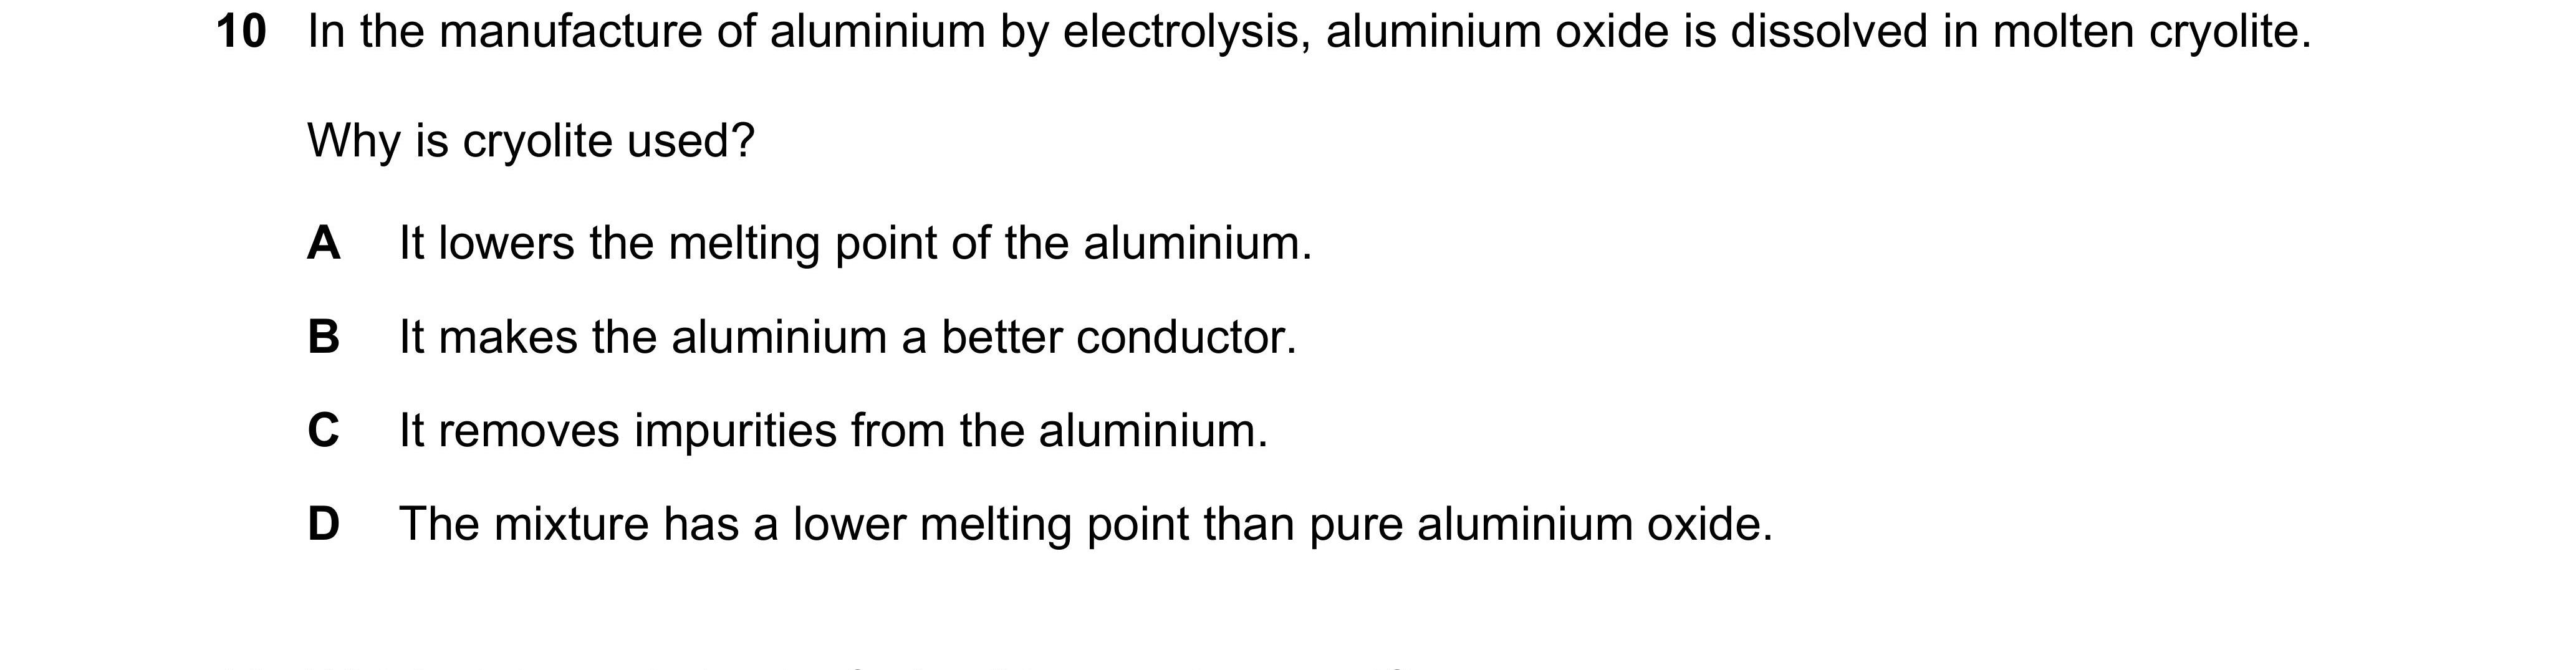 10 In the manufacture of aluminium by electrolysis, aluminium oxide is dissolved in molten cryolite.
Why is cryolite used?
A It lowers the melting point of the aluminium.
B It makes the aluminium a better conductor.
C It removes impurities from the aluminium.
D The mixture has a lower melting point than pure aluminium oxide.